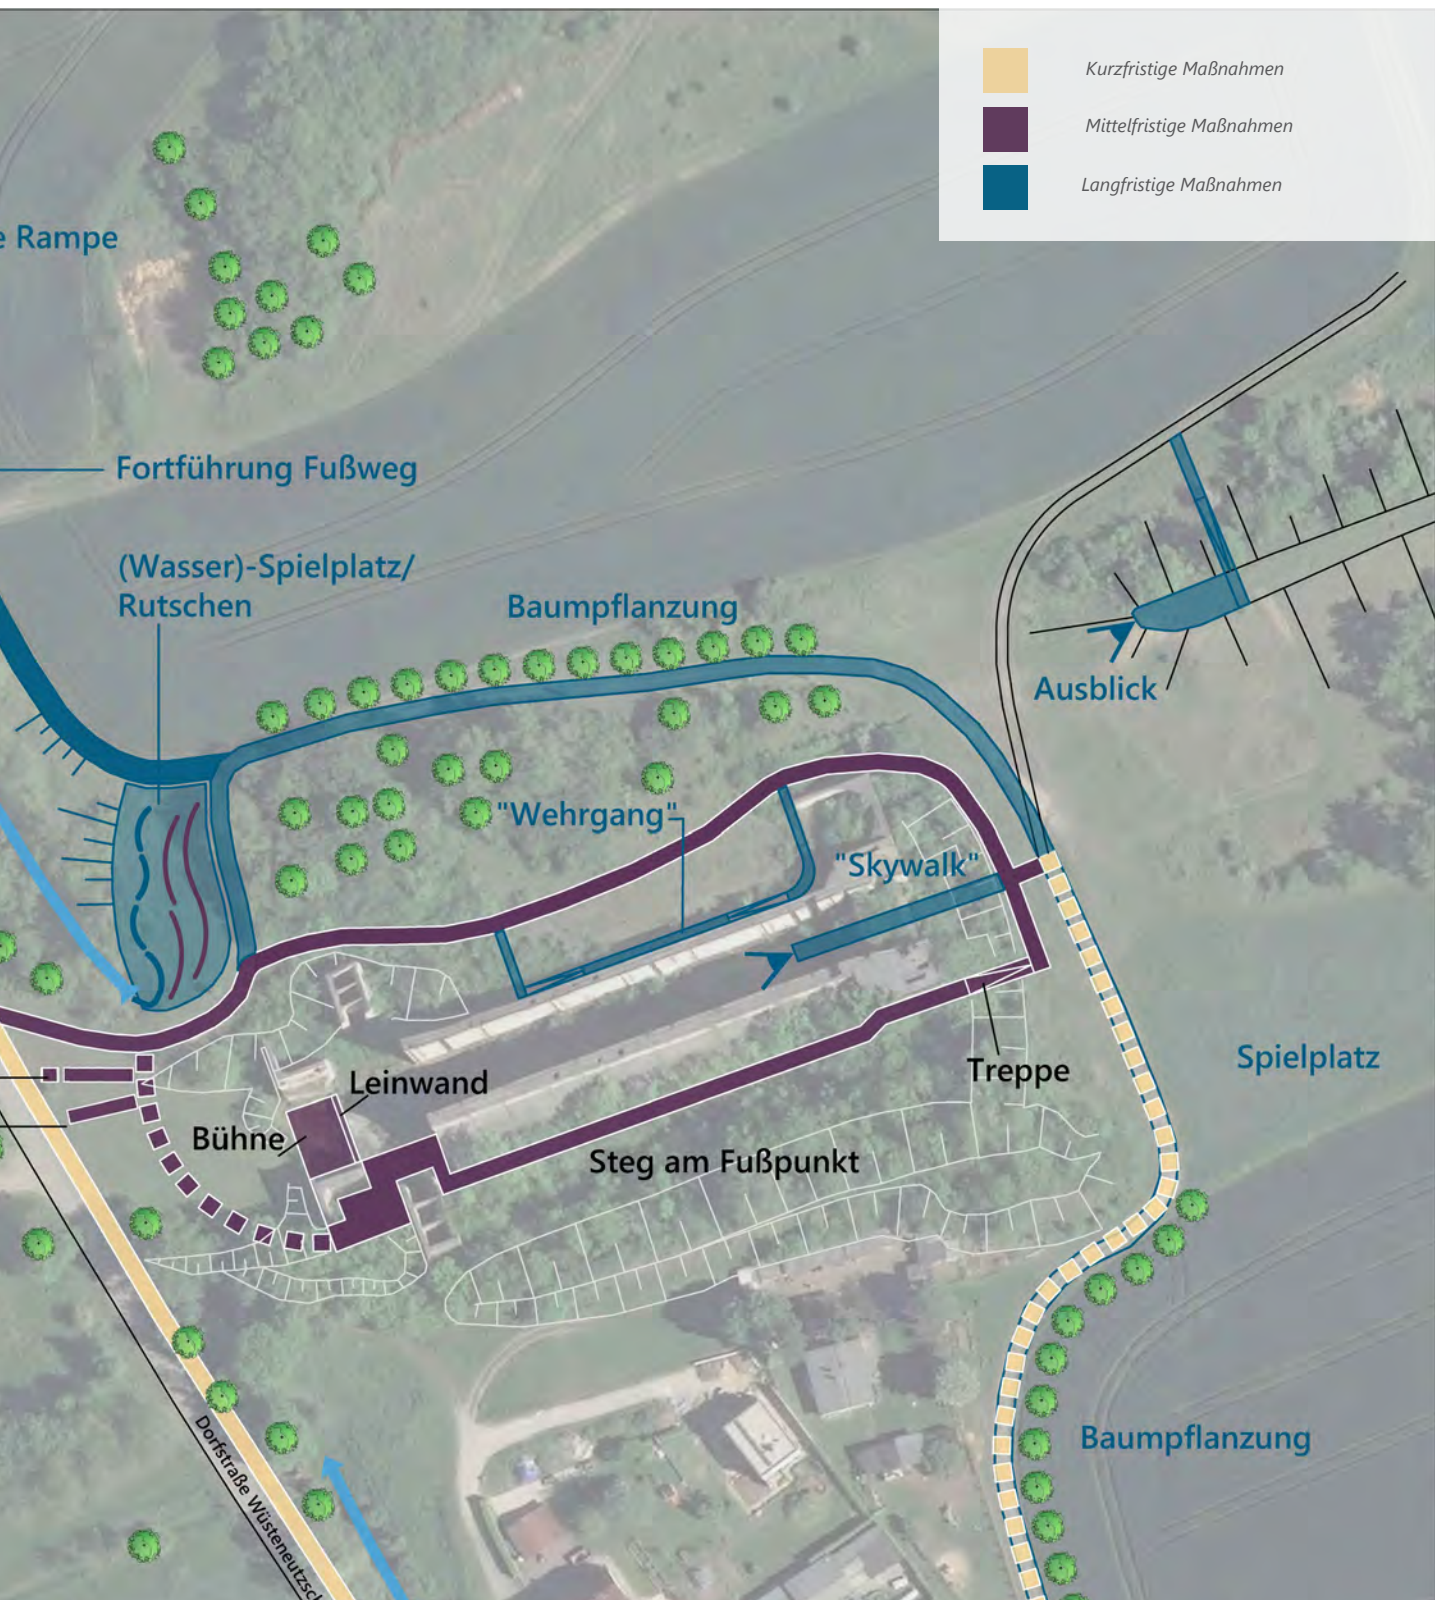 Kurzfristige Maßnahmen
Mittelfristige Maßnahmen
Langfristige Maßnahmen
e Rampe
Fortführung Fußweg
(Wasser)-Spielplatz/
Rutschen
Baumpflanzung
Ausblick
"Wehrgang"
"Skywalk"
Treppe
Spielplatz
Leinwand
Bühne
Steg am Fußpunkt
Baumpflanzung
Dorfstraße Wüsteneutzsch